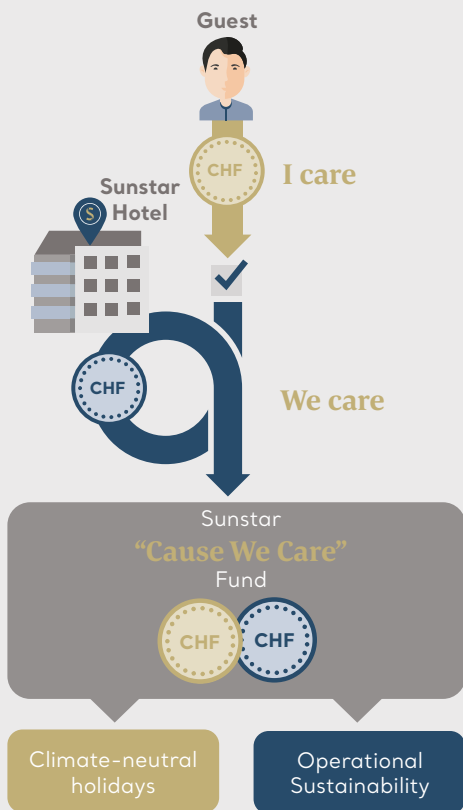 Guest
CHF
I care
Sunstar
Hotel
$
CHF
We care
Sunstar
“Cause We Care”
Fund
CHF
CHF
Climate-neutral
holidays
Operational
Sustainability